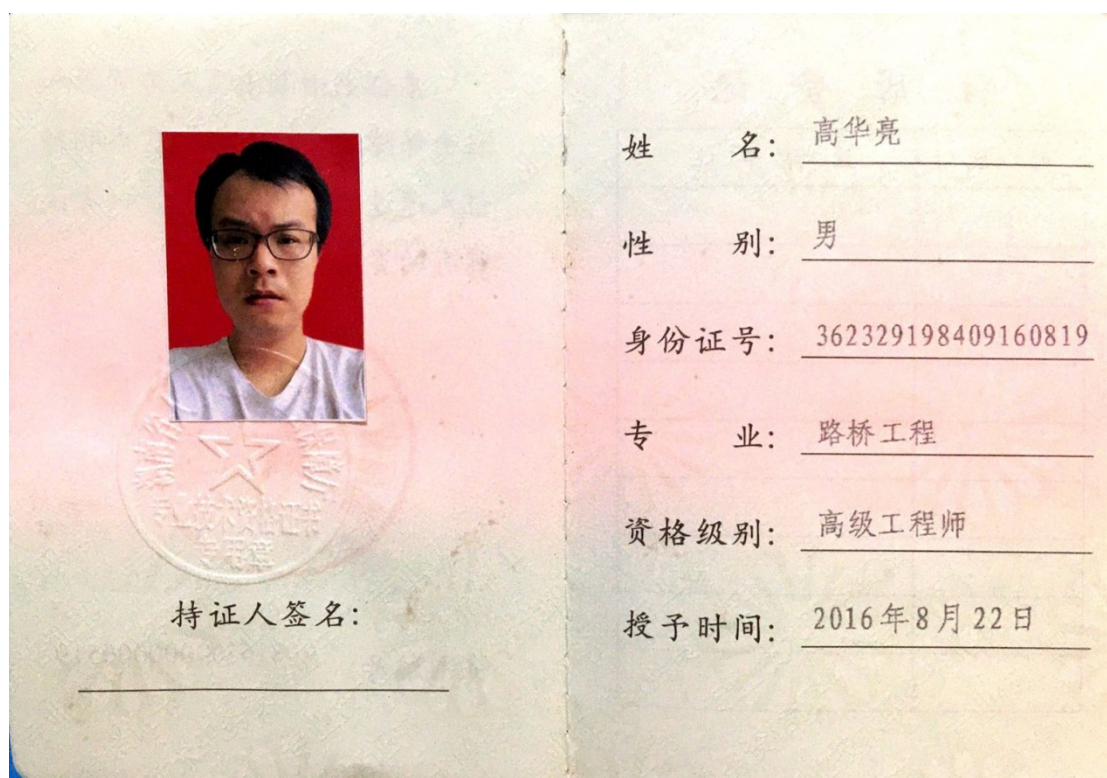 持证人签名:
姓 名: 高华亮
性 别: 男
身份证号: 362329198409160819
专 业: 路桥工程
资格级别: 高级工程师
授予时间: 2016年8月22日